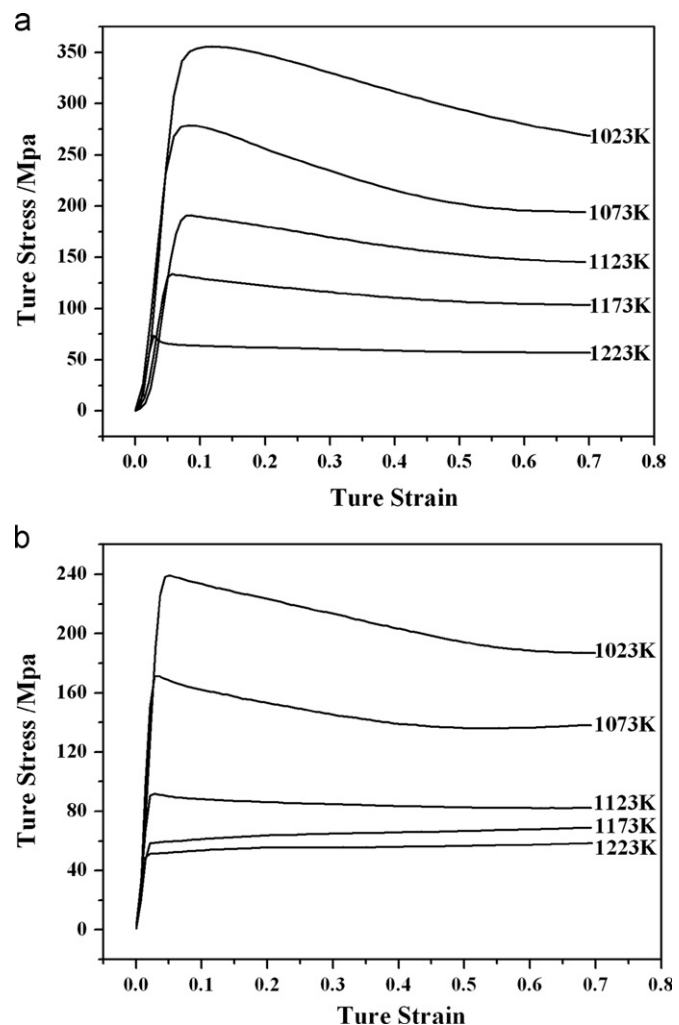 a
350
300
250
200
150
100
50
0
Ture Stress /Mpa
1023K
1073K
1123K
1173K
1223K
0.0 0.1 0.2 0.3 0.4 0.5 0.6 0.7 0.8
Ture Strain
b
240
200
160
120
80
40
0
Ture Stress /Mpa
1023K
1073K
1123K
1173K
1223K
0.0 0.1 0.2 0.3 0.4 0.5 0.6 0.7 0.8
Ture Strain